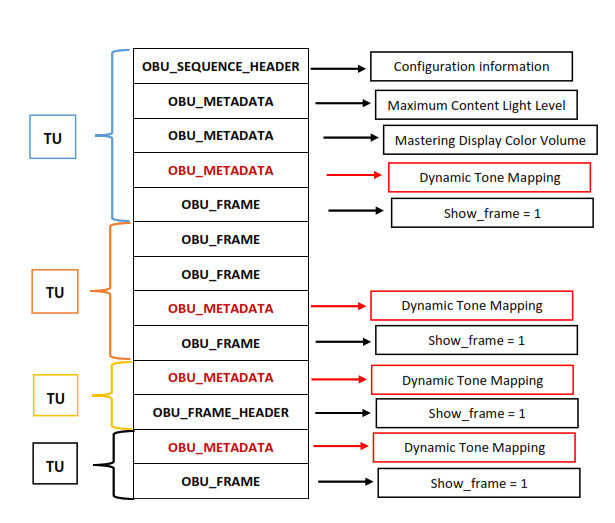 OBU_SEQUENCE_HEADER
Configuration information
OBU_METADATA
Maximum Content Light Level
TU
OBU_METADATA
Mastering Display Color Volume
OBU_METADATA
Dynamic Tone Mapping
OBU_FRAME
Show_frame = 1
OBU_FRAME
OBU_FRAME
TU
OBU_METADATA
Dynamic Tone Mapping
OBU_FRAME
Show_frame = 1
OBU_METADATA
Dynamic Tone Mapping
TU
OBU_FRAME_HEADER
Show_frame = 1
OBU_METADATA
Dynamic Tone Mapping
TU
OBU_FRAME
Show_frame = 1